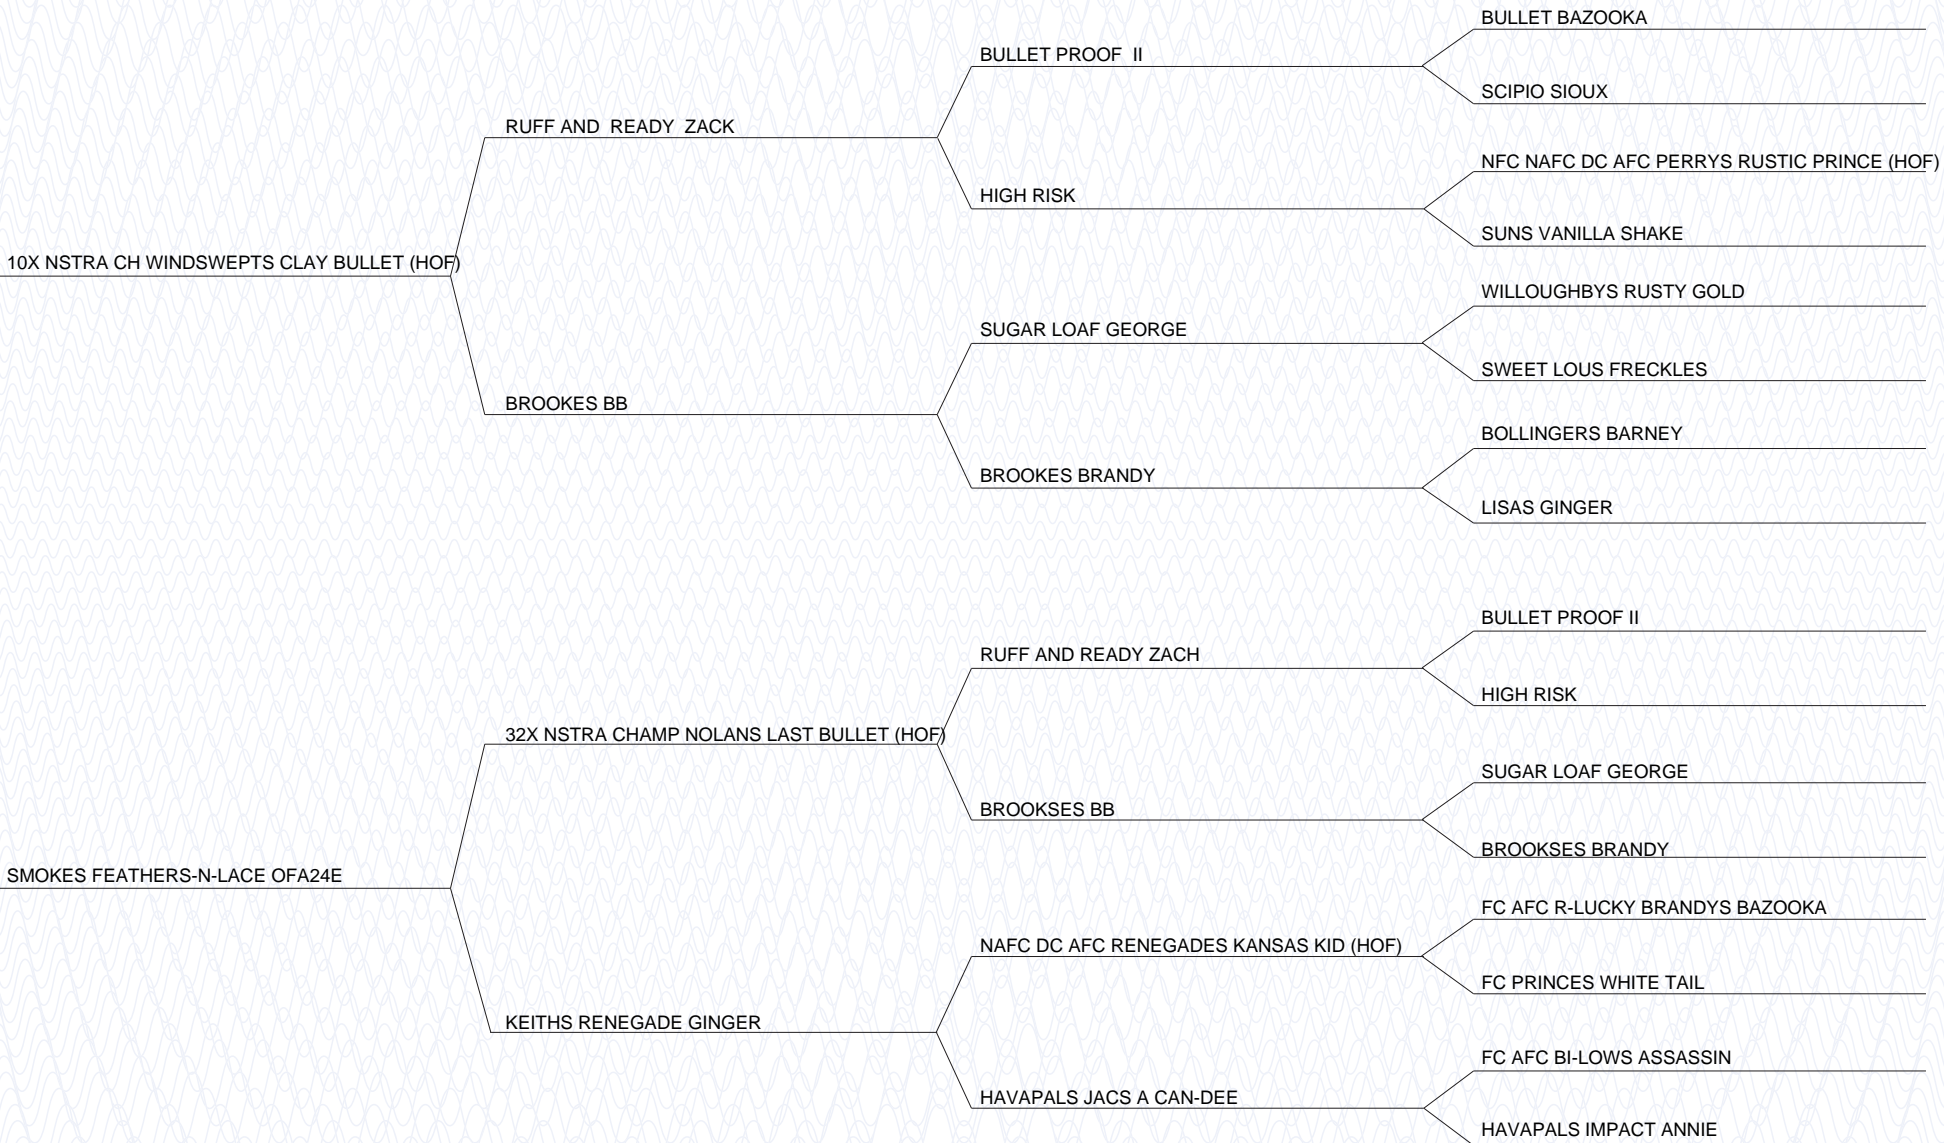 BULLET BAZOOKA
BULLET PROOF  II
SCIPIO SIOUX
RUFF AND  READY  ZACK
NFC NAFC DC AFC PERRYS RUSTIC PRINCE (HOF)
HIGH RISK
SUNS VANILLA SHAKE
10X NSTRA CH WINDSWEPTS CLAY BULLET (HOF)
WILLOUGHBYS RUSTY GOLD
SUGAR LOAF GEORGE
SWEET LOUS FRECKLES
BROOKES BB
BOLLINGERS BARNEY
BROOKES BRANDY
LISAS GINGER
BULLET PROOF II
RUFF AND READY ZACH
HIGH RISK
32X NSTRA CHAMP NOLANS LAST BULLET (HOF)
SUGAR LOAF GEORGE
BROOKSES BB
BROOKSES BRANDY
SMOKES FEATHERS-N-LACE OFA24E
FC AFC R-LUCKY BRANDYS BAZOOKA
NAFC DC AFC RENEGADES KANSAS KID (HOF)
FC PRINCES WHITE TAIL
KEITHS RENEGADE GINGER
FC AFC BI-LOWS ASSASSIN
HAVAPALS JACS A CAN-DEE
HAVAPALS IMPACT ANNIE